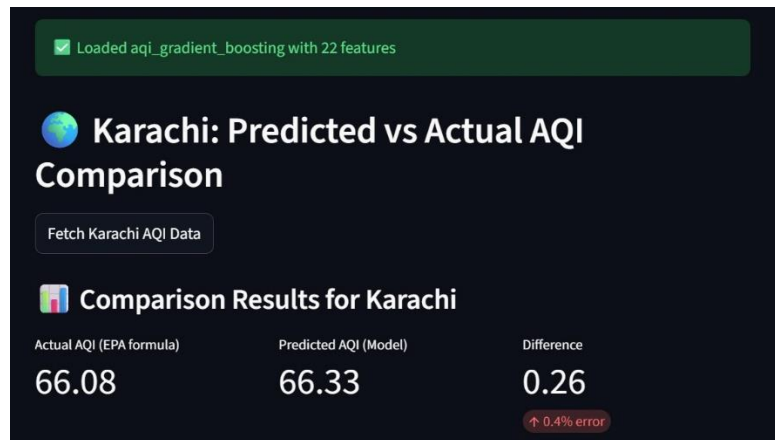 ✅ Loaded aqi_gradient_boosting with 22 features
🌍 Karachi: Predicted vs Actual AQI
Comparison
Fetch Karachi AQI Data
📊 Comparison Results for Karachi
Actual AQI (EPA formula) Predicted AQI (Model) Difference
66.08 66.33 0.26
↑ 0.4% error